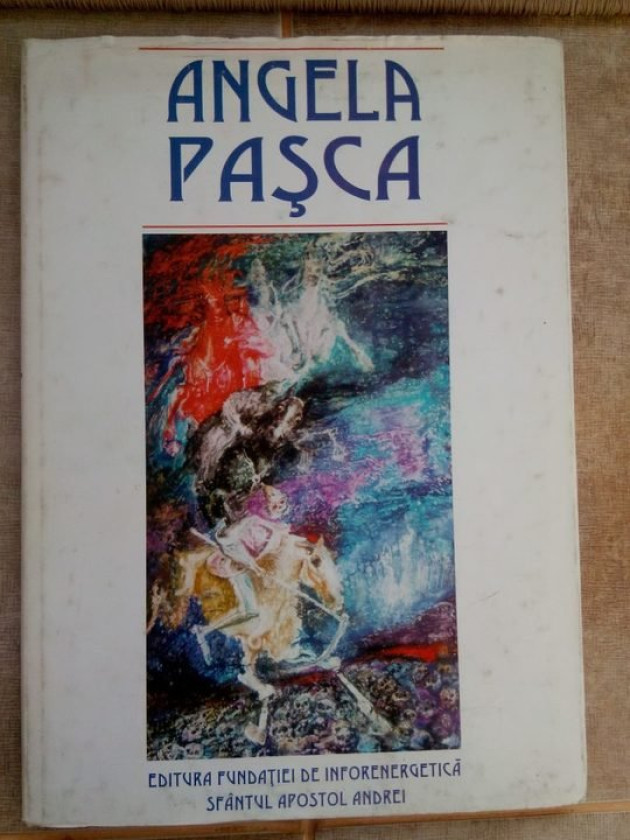 ANGELA
PAŞCA
EDITURA FUNDAŢIEI DE INFORENERGETICĂ
SFÂNTUL APOSTOL ANDREI